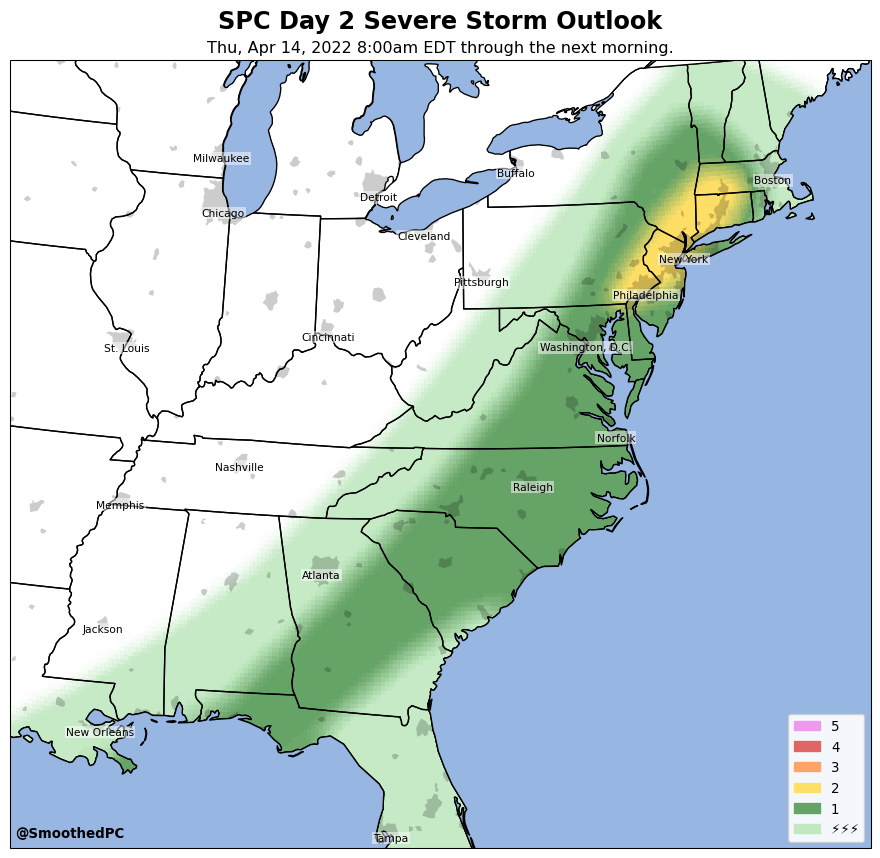 SPC Day 2 Severe Storm Outlook
Thu, Apr 14, 2022 8:00am EDT through the next morning.
Milwaukee
Buffalo
Boston
Detroit
Chicago
Cleveland
New York
Pittsburgh
Philadelphia
Cincinnati
St. Louis
Washington, D.C.
Norfolk
Nashville
Raleigh
Memphis
Atlanta
Jackson
New Orleans
Tampa
5
4
3
2
1
⚡⚡⚡
@SmoothedPC